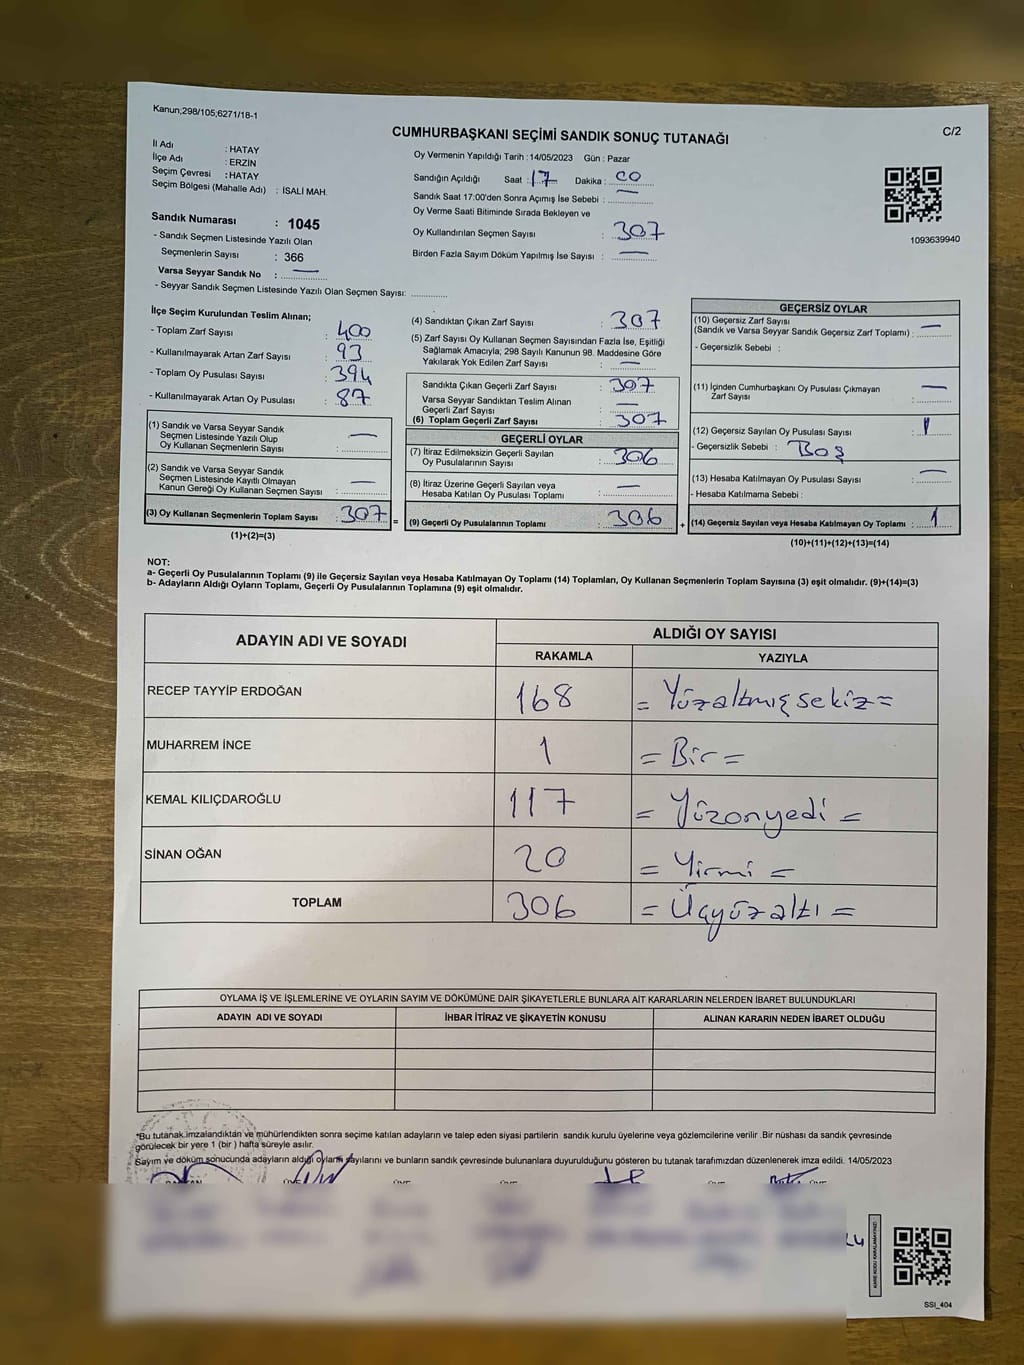 Kanun;298/105;6271/18-1
C/2
CUMHURBAŞKANI SEÇİMİ SANDIK SONUÇ TUTANAĞI
İl Adı : HATAY
İlçe Adı : ERZİN
Seçim Çevresi : HATAY
Seçim Bölgesi (Mahalle Adı) : İSALİ MAH.
Sandık Numarası : 1045
- Sandık Seçmen Listesinde Yazılı Olan
Seçmenlerin Sayısı : 366
Varsa Seyyar Sandık No : —
- Seyyar Sandık Seçmen Listesinde Yazılı Olan Seçmen Sayısı:
Oy Vermenin Yapıldığı Tarih : 14/05/2023 Gün : Pazar
Sandığın Açıldığı Saat : 17 Dakika : 00
Sandık Saat 17:00'den Sonra Açımış İse Sebebi : —
Oy Verme Saati Bitiminde Sırada Bekleyen ve
Oy Kullandırılan Seçmen Sayısı : 307
Birden Fazla Sayım Döküm Yapılmış İse Sayısı : —
1093639940
İlçe Seçim Kurulundan Teslim Alınan;
- Toplam Zarf Sayısı : 400
- Kullanılmayarak Artan Zarf Sayısı : 93
- Toplam Oy Pusulası Sayısı : 394
- Kullanılmayarak Artan Oy Pusulası : 87
(1) Sandık ve Varsa Seyyar Sandık
Seçmen Listesinde Yazılı Olup
Oy Kullanan Seçmenlerin Sayısı : —
(2) Sandık ve Varsa Seyyar Sandık
Seçmen Listesinde Kayıtlı Olmayan
Kanun Gereği Oy Kullanan Seçmen Sayısı : —
(3) Oy Kullanan Seçmenlerin Toplam Sayısı : 307
(1)+(2)=(3)
(4) Sandıktan Çıkan Zarf Sayısı : 307
(5) Zarf Sayısı Oy Kullanan Seçmen Sayısından Fazla İse, Eşitliği
Sağlamak Amacıyla; 298 Sayılı Kanunun 98. Maddesine Göre
Yakılarak Yok Edilen Zarf Sayısı : —
Sandıkta Çıkan Geçerli Zarf Sayısı : 307
Varsa Seyyar Sandıktan Teslim Alınan
Geçerli Zarf Sayısı : —
(6) Toplam Geçerli Zarf Sayısı : 307
GEÇERLİ OYLAR
(7) İtiraz Edilmeksizin Geçerli Sayılan
Oy Pusulalarının Sayısı : 306
(8) İtiraz Üzerine Geçerli Sayılan veya
Hesaba Katılan Oy Pusulası Toplamı : —
= (9) Geçerli Oy Pusulalarının Toplamı : 306 +
GEÇERSİZ OYLAR
(10) Geçersiz Zarf Sayısı
(Sandık ve Varsa Seyyar Sandık Geçersiz Zarf Toplamı) : —
- Geçersizlik Sebebi :
(11) İçinden Cumhurbaşkanı Oy Pusulası Çıkmayan
Zarf Sayısı : —
(12) Geçersiz Sayılan Oy Pusulası Sayısı : 1
- Geçersizlik Sebebi : Boş
(13) Hesaba Katılmayan Oy Pusulası Sayısı : —
- Hesaba Katılmama Sebebi :
(14) Geçersiz Sayılan veya Hesaba Katılmayan Oy Toplamı : 1
(10)+(11)+(12)+(13)=(14)
NOT:
a- Geçerli Oy Pusulalarının Toplamı (9) ile Geçersiz Sayılan veya Hesaba Katılmayan Oy Toplamı (14) Toplamları, Oy Kullanan Seçmenlerin Toplam Sayısına (3) eşit olmalıdır. (9)+(14)=(3)
b- Adayların Aldığı Oyların Toplamı, Geçerli Oy Pusulalarının Toplamına (9) eşit olmalıdır.
ADAYIN ADI VE SOYADI ALDIĞI OY SAYISI
RAKAMLA YAZIYLA
RECEP TAYYİP ERDOĞAN 168 = Yüzaltmışsekiz =
MUHARREM İNCE 1 = Bir =
KEMAL KILIÇDAROĞLU 117 = Yüzonyedi =
SİNAN OĞAN 20 = Yirmi =
TOPLAM 306 = Üçyüzaltı =
OYLAMA İŞ VE İŞLEMLERİNE VE OYLARIN SAYIM VE DÖKÜMÜNE DAİR ŞİKAYETLERLE BUNLARA AİT KARARLARIN NELERDEN İBARET BULUNDUKLARI
ADAYIN ADI VE SOYADI İHBAR İTİRAZ VE ŞİKAYETİN KONUSU ALINAN KARARIN NEDEN İBARET OLDUĞU
*Bu tutanak,imzalandıktan ve mühürlendikten sonra seçime katılan adayların ve talep eden siyasi partilerin sandık kurulu üyelerine veya gözlemcilerine verilir .Bir nüshası da sandık çevresinde
görülecek bir yere 1 (bir ) hafta süreyle asılır.
Sayım ve döküm sonucunda adayların aldığı oyların sayılarını ve bunların sandık çevresinde bulunanlara duyurulduğunu gösteren bu tutanak tarafımızdan düzenlenerek imza edildi. 14/05/2023
KARE KODU KARALAMAYINIZ!
SSI_404